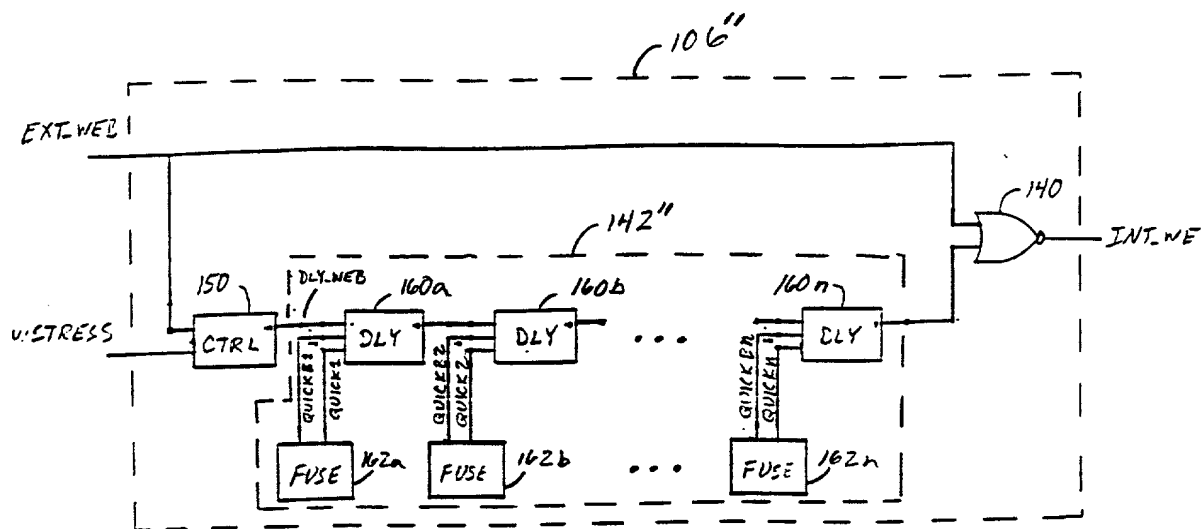 106"
EXT_WEB
140
142"
INT_WE
150
DLY_WEB
160a
160b
160n
WSTRESS
CTRL
DLY
DLY
• • •
DLY
QUICKB1
QUICK1
QUICKB2
QUICK2
QUICKBn
QUICKn
FUSE
162a
FUSE
162b
• • •
FUSE
162n